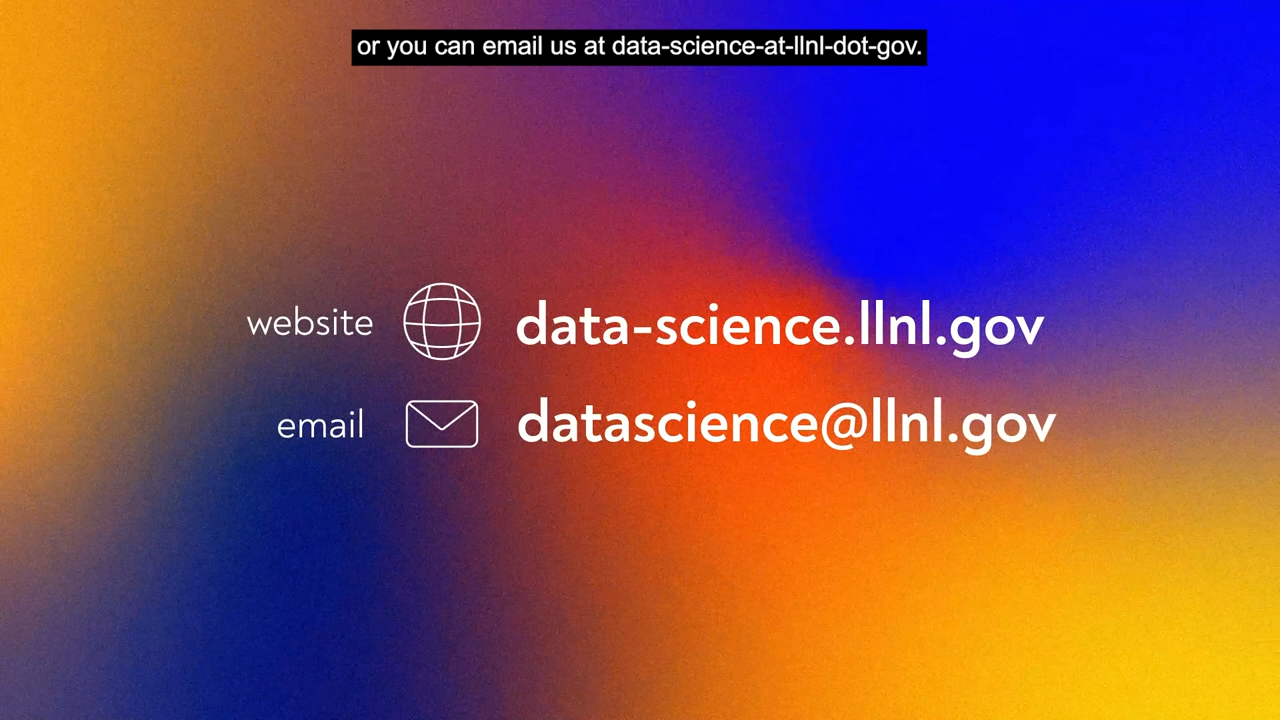 or you can email us at data-science-at-llnl-dot-gov.
website data-science.llnl.gov
email datascience@llnl.gov